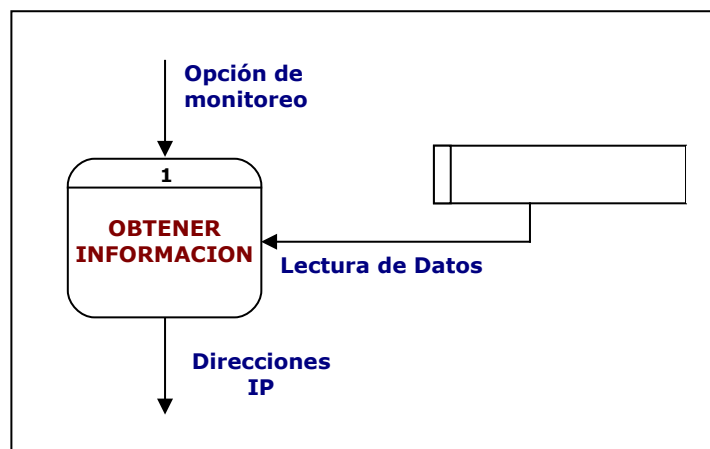 Opción de
monitoreo
1
OBTENER
INFORMACION
Lectura de Datos
Direcciones
IP